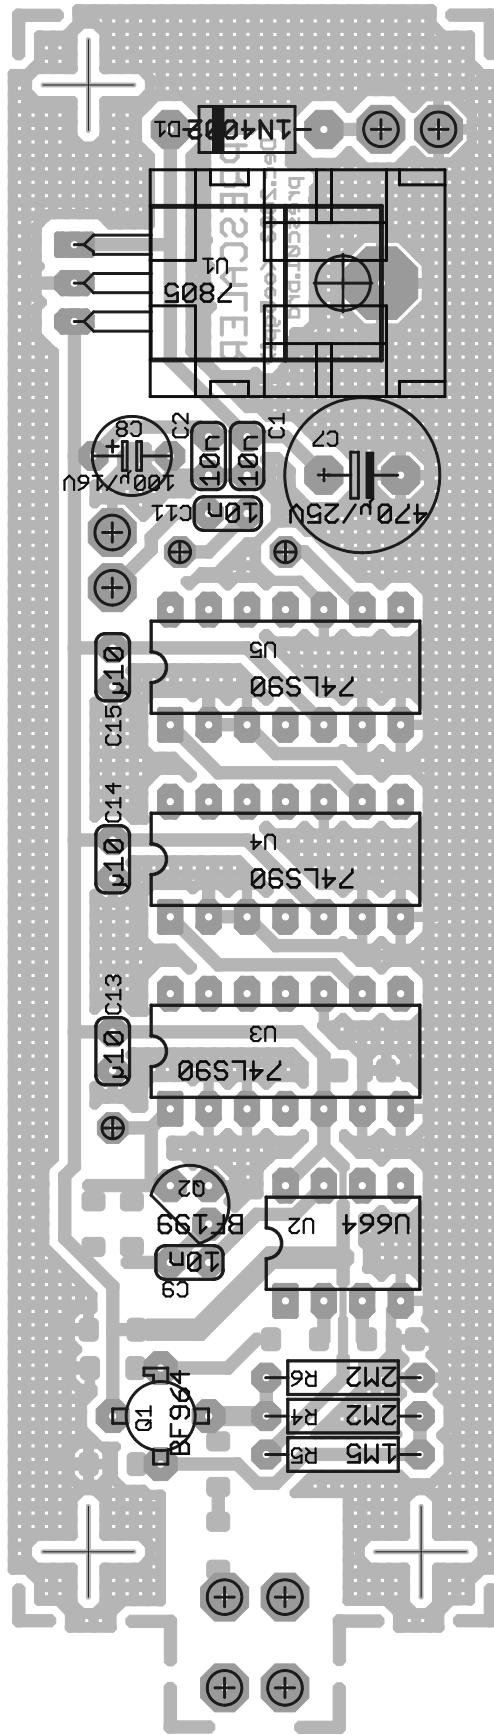 D1
1N4002
PRESCALER
U1
7805
C8
100µ/16V
C2
10n
10n
C1
C7
470µ/25V
C11
10n
U5
74LS90
µ10
C15
C14
µ10
U4
74LS90
C13
µ10
U3
74LS90
Q2
BF199
10n
C9
U2
U664
Q1
BF964
R6
2M2
R4
2M2
R5
1M5